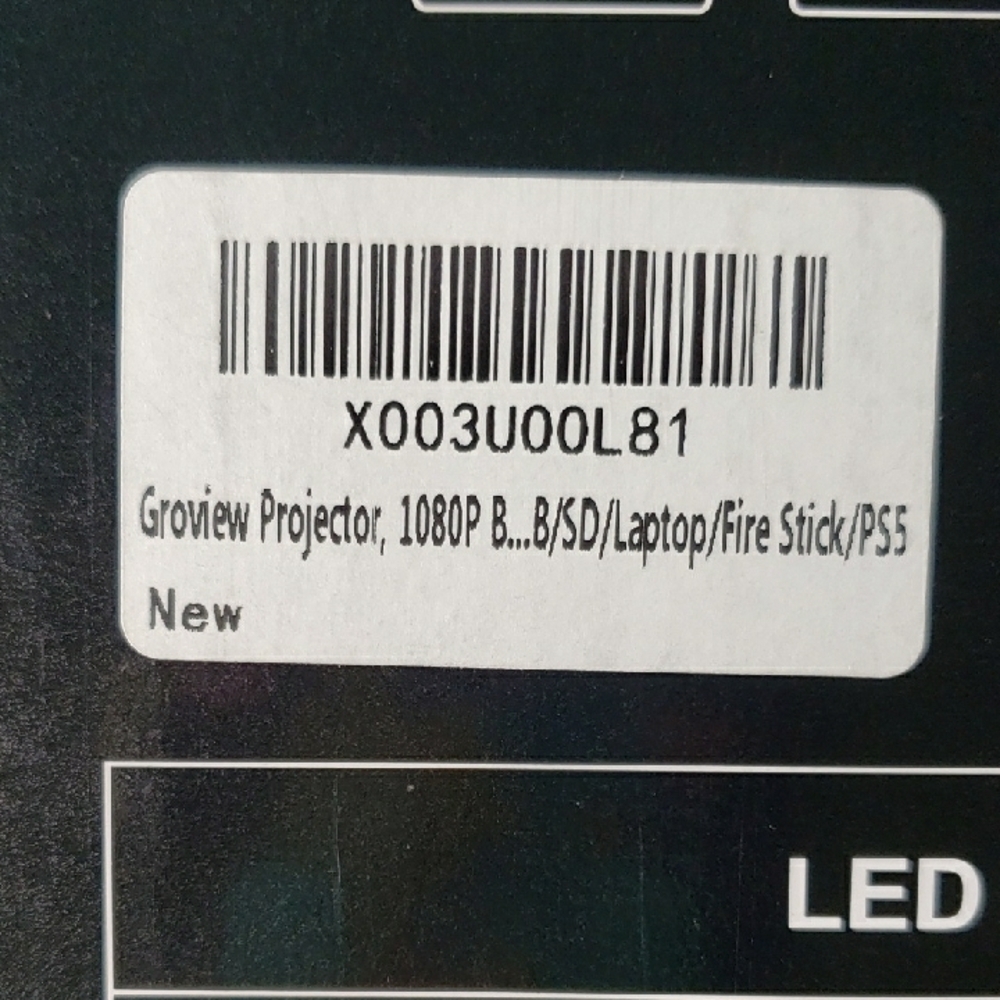 X003U00L81
Groview Projector, 1080P B...B/SD/Laptop/Fire Stick/PS5
New
LED